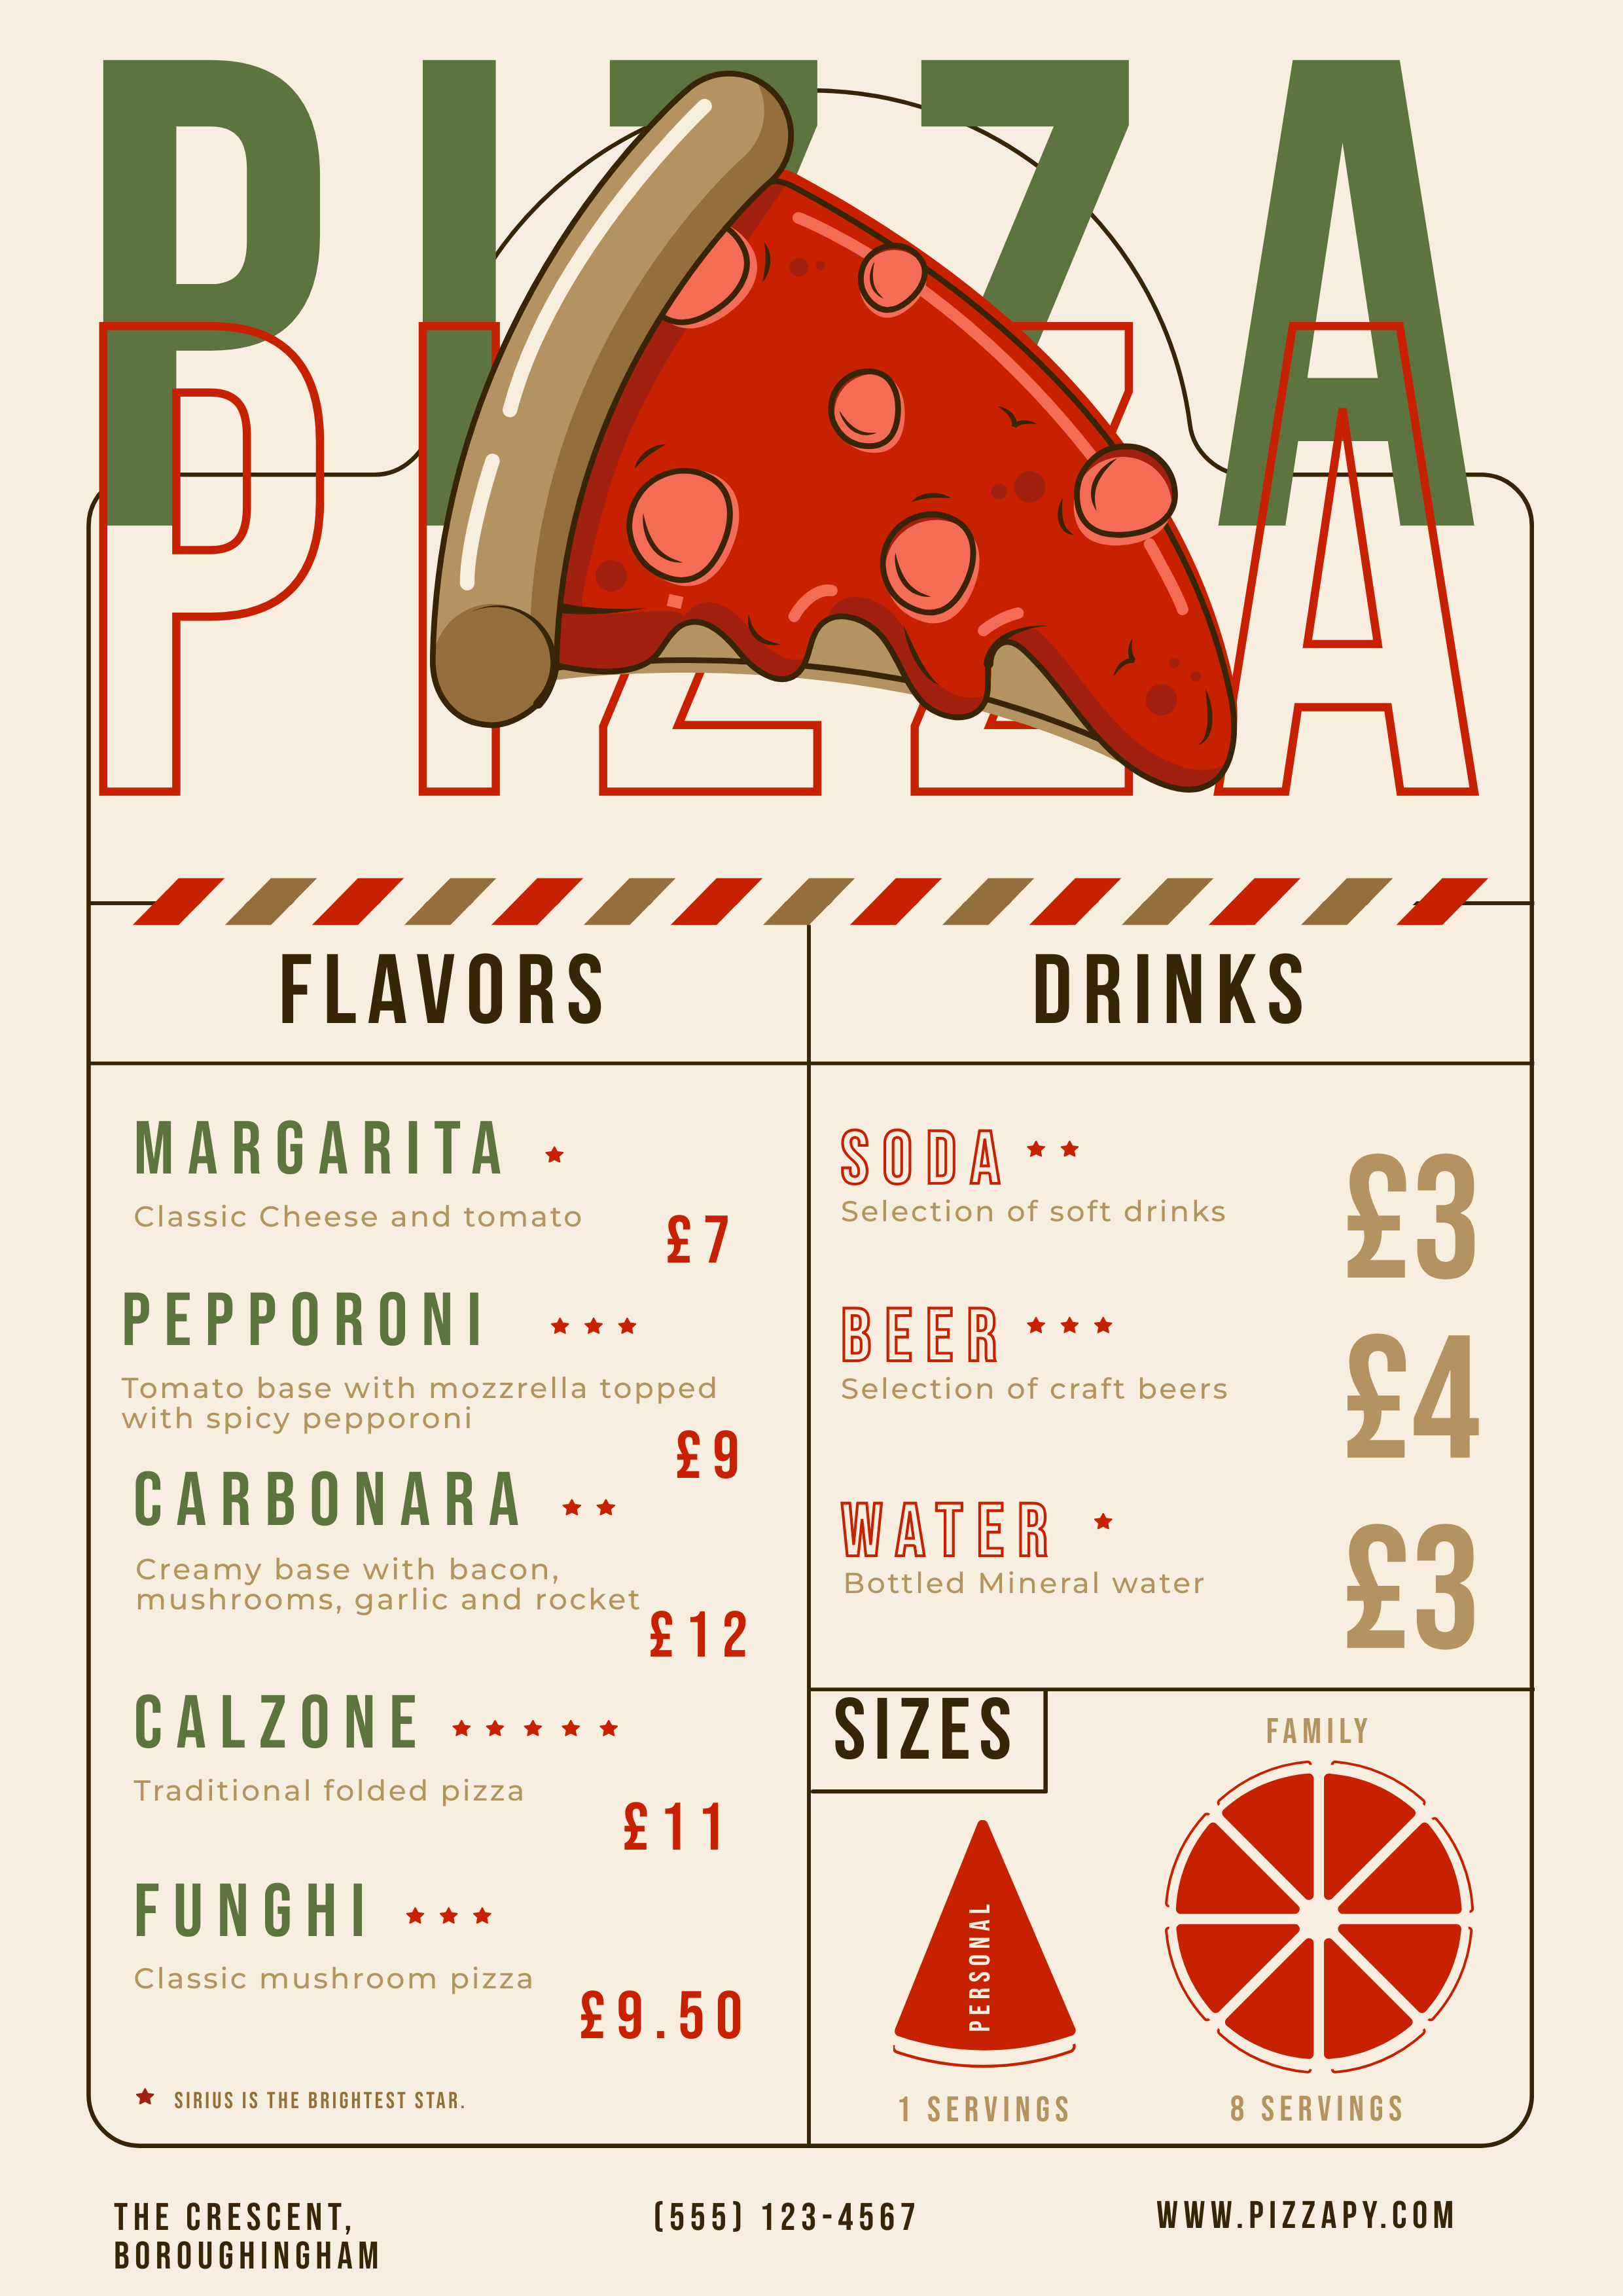 PIZZA
PIZZA
FLAVORS
MARGARITA
Classic Cheese and tomato
£7
PEPPORONI
Tomato base with mozzrella topped
with spicy pepporoni
£9
CARBONARA
Creamy base with bacon,
mushrooms, garlic and rocket
£12
CALZONE
Traditional folded pizza
£11
FUNGHI
Classic mushroom pizza
£9.50
SIRIUS IS THE BRIGHTEST STAR.
DRINKS
SODA
Selection of soft drinks
£3
BEER
Selection of craft beers
£4
WATER
Bottled Mineral water
£3
SIZES
PERSONAL
1 SERVINGS
FAMILY
8 SERVINGS
THE CRESCENT,
BOROUGHINGHAM
(555) 123-4567
WWW.PIZZAPY.COM